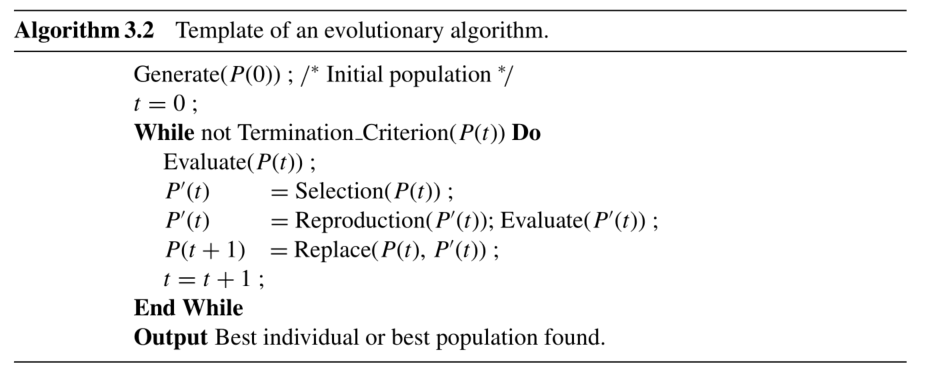 Algorithm 3.2 Template of an evolutionary algorithm.
Generate(P(0)) ; /* Initial population */
t = 0 ;
While not Termination_Criterion(P(t)) Do
Evaluate(P(t)) ;
P′(t) = Selection(P(t)) ;
P′(t) = Reproduction(P′(t)); Evaluate(P′(t)) ;
P(t + 1) = Replace(P(t), P′(t)) ;
t = t + 1 ;
End While
Output Best individual or best population found.